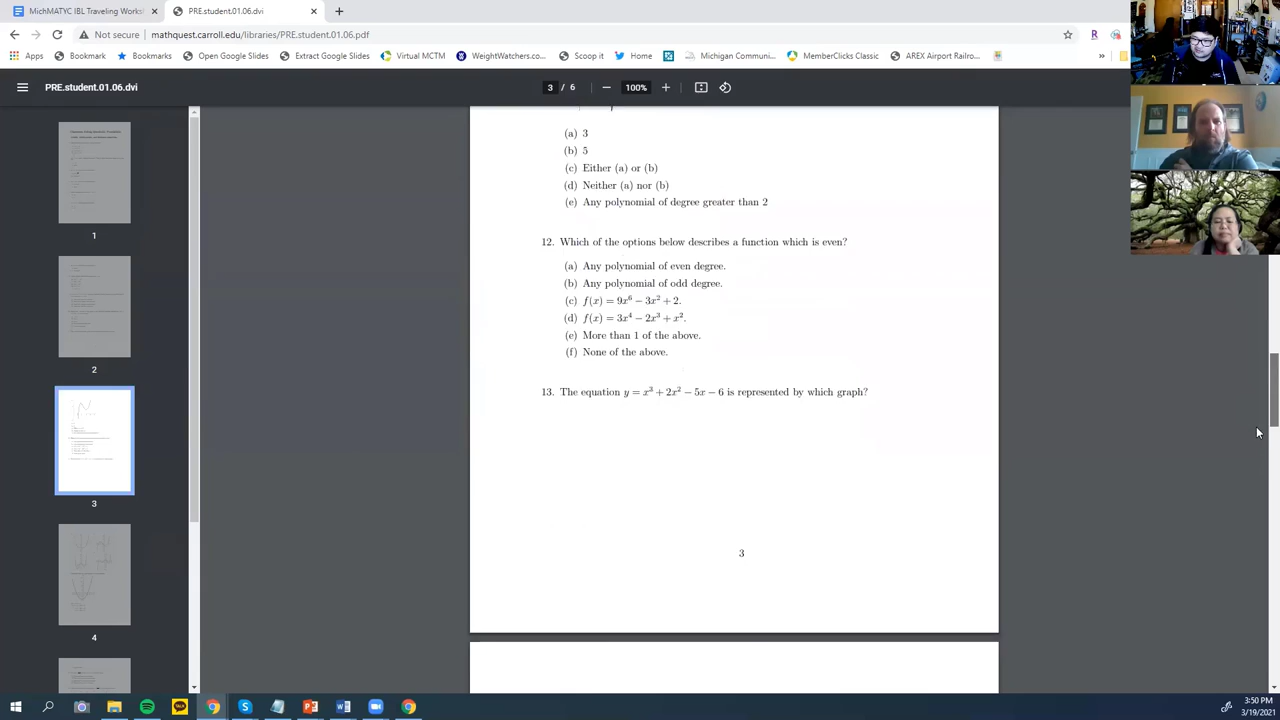 MichMATYC IBL Traveling Works
PRE.student.01.06.dvi
Not secure
mathquest.carroll.edu/libraries/PRE.student.01.06.pdf
R
Apps
Bookmark
Bookmarks
Open Google Slides
Extract Google Slides
Virtual MCTM
WeightWatchers.co...
Scoop it
Home
Michigan Communi...
MemberClicks Classic
AREX Airport Railro...
»
PRE.student.01.06.dvi
3 / 6
100%
(a) 3
(b) 5
(c) Either (a) or (b)
(d) Neither (a) nor (b)
(e) Any polynomial of degree greater than 2
12. Which of the options below describes a function which is even?
(a) Any polynomial of even degree.
(b) Any polynomial of odd degree.
(c) f(x) = 9x⁶ − 3x² + 2.
(d) f(x) = 3x⁴ − 2x³ + x².
(e) More than 1 of the above.
(f) None of the above.
13. The equation y = x³ + 2x² − 5x − 6 is represented by which graph?
3
1
2
3
4
TALK
3:50 PM
3/19/2021